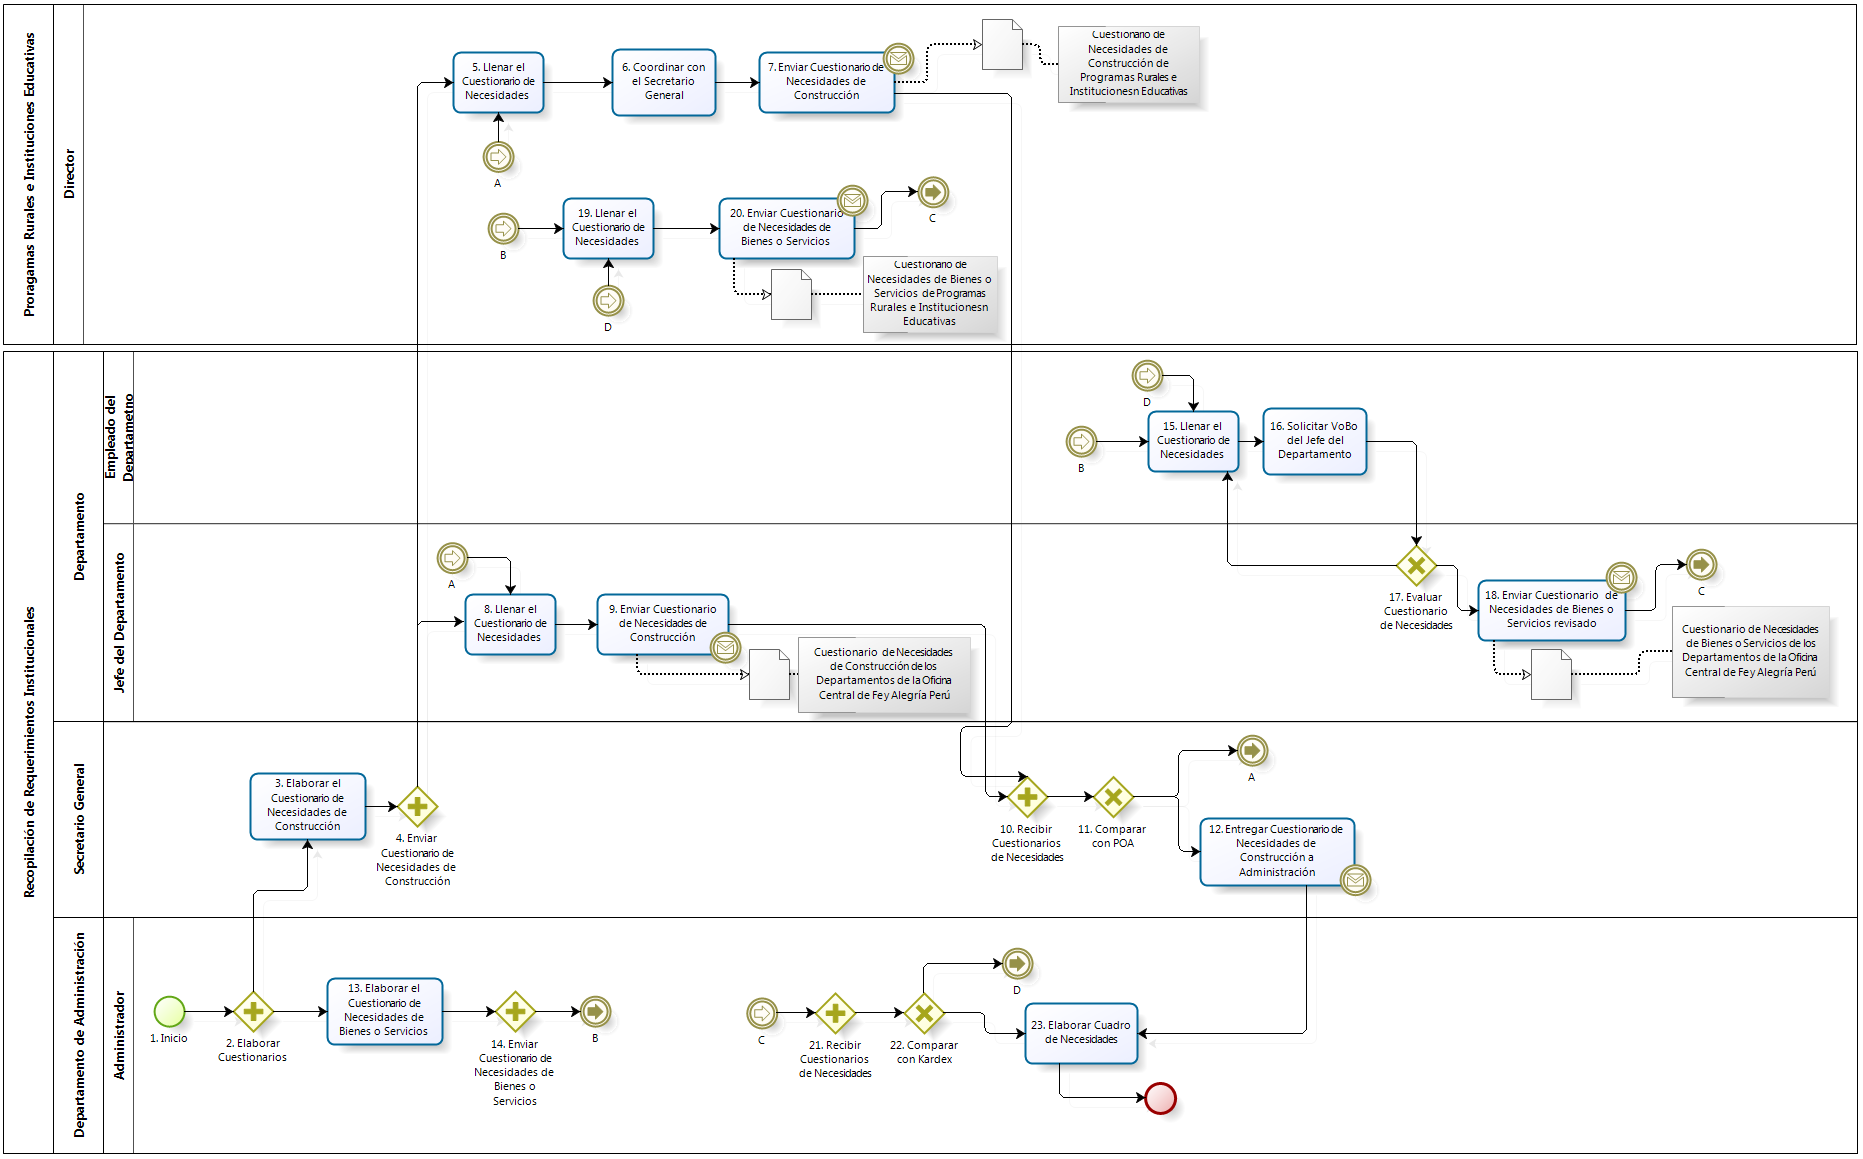 Proragamas Rurales e Instituciones Educativas
Director
5. Llenar el
Cuestionario de
Necesidades
6. Coordinar con
el Secretario
General
7. Enviar Cuestionario de
Necesidades de
Construcción
Cuestionario de
Necesidades de
Construcción de
Programas Rurales e
Institucionesn Educativas
A
B
19. Llenar el
Cuestionario de
Necesidades
20. Enviar Cuestionario
de Necesidades de
Bienes o Servicios
C
D
Cuestionario de
Necesidades de Bienes o
Servicios de Programas
Rurales e Institucionesn
Educativas
Recopilación de Requerimientos Institucionales
Departamento
Empleado del
Departametno
D
B
15. Llenar el
Cuestionario de
Necesidades
16. Solicitar VoBo
del Jefe del
Departamento
Jefe del Departamento
A
8. Llenar el
Cuestionario de
Necesidades
9. Enviar Cuestionario
de Necesidades de
Construcción
Cuestionario de Necesidades
de Construcción de los
Departamentos de la Oficina
Central de Fe y Alegría Perú
17. Evaluar
Cuestionario
de Necesidades
18. Enviar Cuestionario de
Necesidades de Bienes o
Servicios revisado
C
Cuestionario de Necesidades
de Bienes o Servicios de los
Departamentos de la Oficina
Central de Fe y Alegría Perú
Secretario General
3. Elaborar el
Cuestionario de
Necesidades de
Construcción
4. Enviar
Cuestionario de
Necesidades de
Construcción
10. Recibir
Cuestionarios
de Necesidades
11. Comparar
con POA
A
12. Entregar Cuestionario de
Necesidades de
Construcción a
Administración
Departamento de Administración
Administrador
1. Inicio
2. Elaborar
Cuestionarios
13. Elaborar el
Cuestionario de
Necesidades de
Bienes o Servicios
14. Enviar
Cuestionario de
Necesidades de
Bienes o
Servicios
B
C
21. Recibir
Cuestionarios
de Necesidades
22. Comparar
con Kardex
D
23. Elaborar Cuadro
de Necesidades